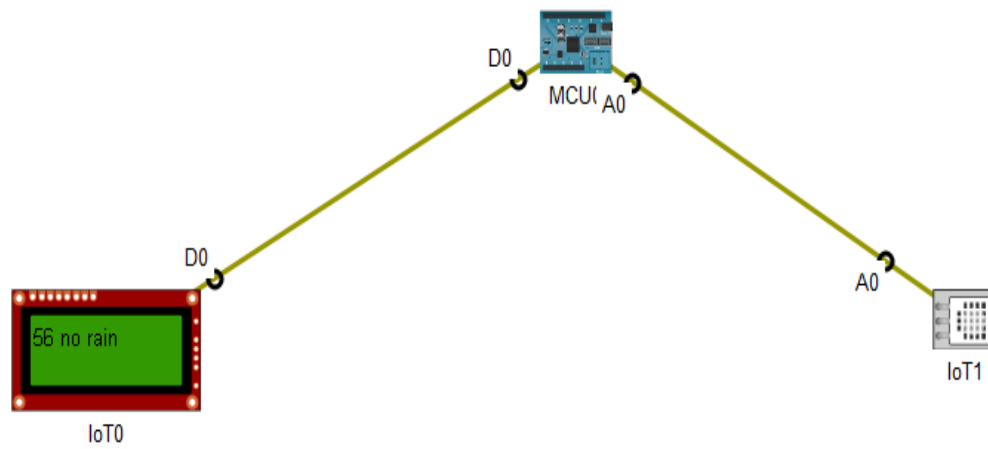 D0
MCU(
A0
D0
A0
56 no rain
IoT1
IoT0